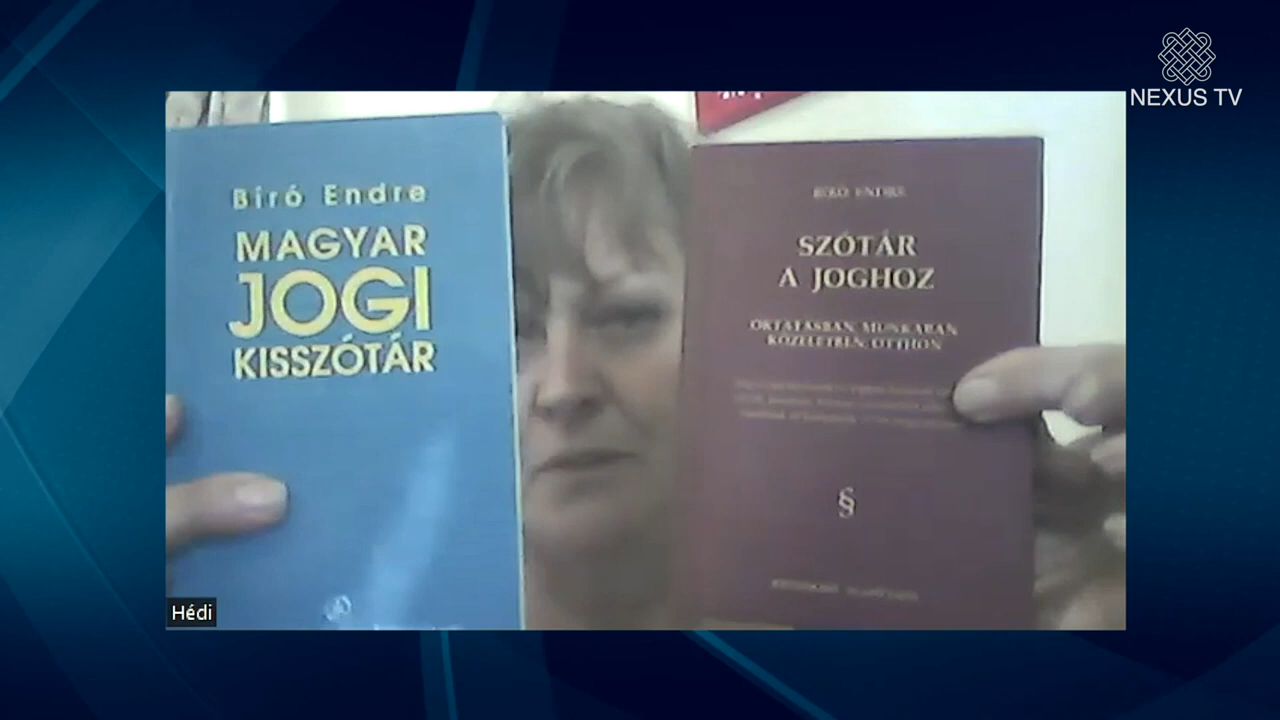 NEXUS TV
Bíró Endre
MAGYAR
JOGI
KISSZÓTÁR
BÍRÓ ENDRE
SZÓTÁR
A JOGHOZ
OKTATÁSBAN, MUNKÁBAN
KÖZÉLETBEN, OTTHON
§
Hédi